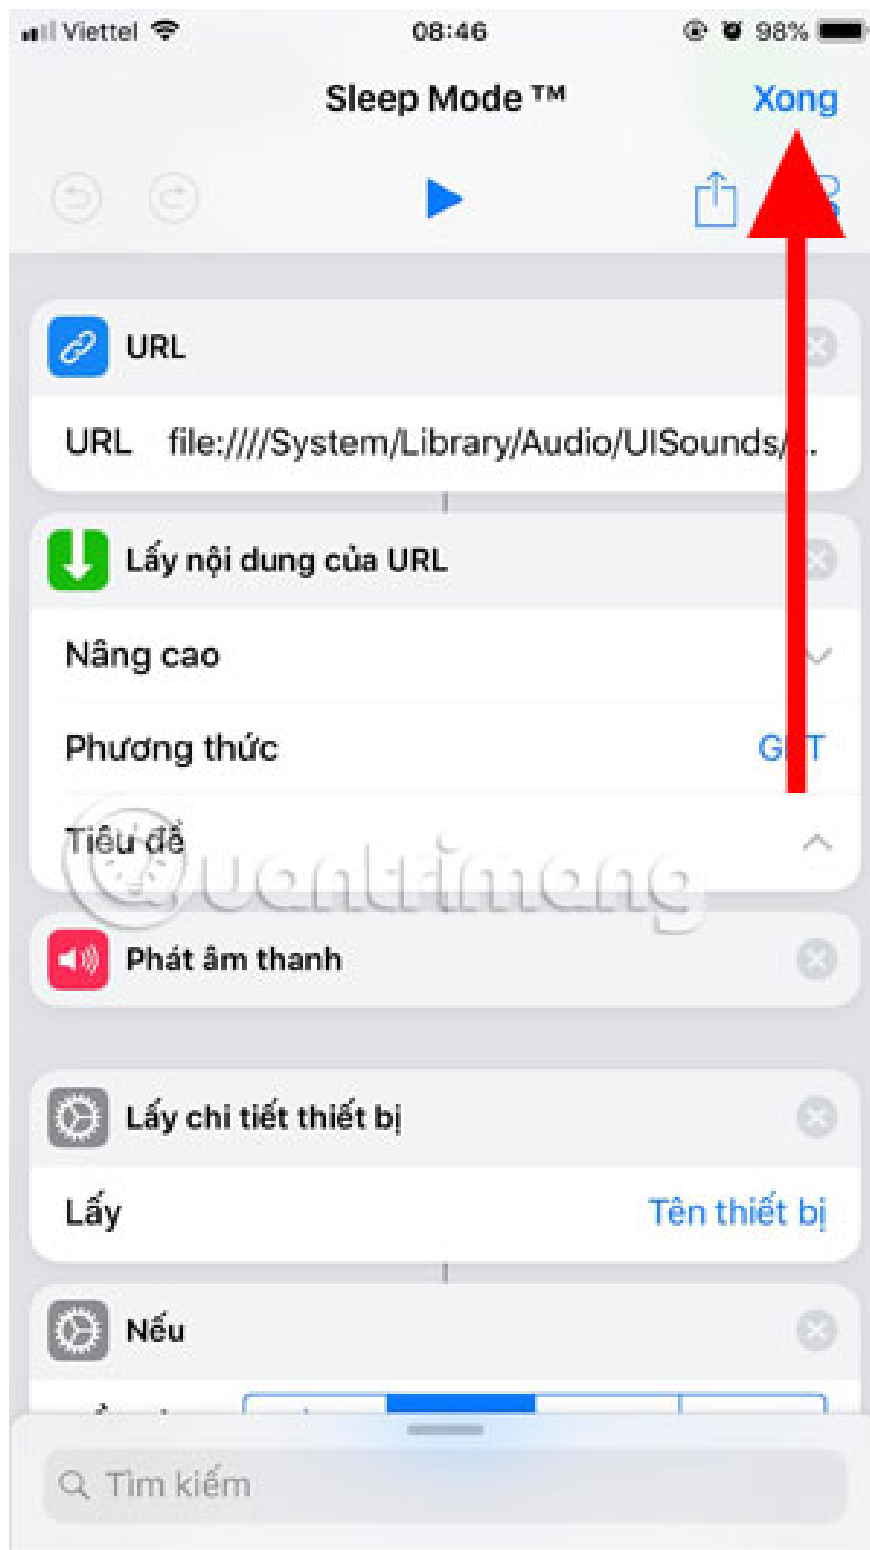 Viettel 08:46 98%
Sleep Mode ™ Xong
URL
URL file:////System/Library/Audio/UISounds/...
Lấy nội dung của URL
Nâng cao
Phương thức GET
Tiêu đề
Quantrimang
Phát âm thanh
Lấy chi tiết thiết bị
Lấy Tên thiết bị
Nếu
Tìm kiếm